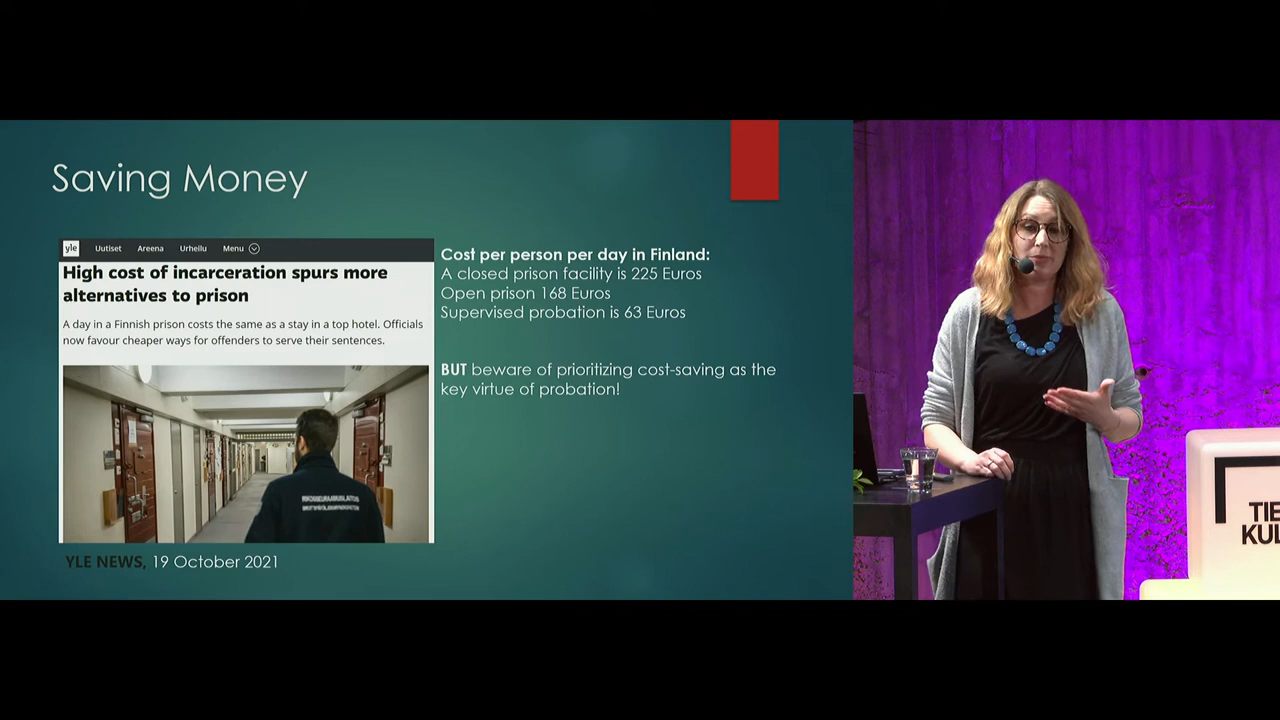 Saving Money
yle Uutiset Areena Urheilu Menu
High cost of incarceration spurs more
alternatives to prison
A day in a Finnish prison costs the same as a stay in a top hotel. Officials
now favour cheaper ways for offenders to serve their sentences.
YLE NEWS, 19 October 2021
Cost per person per day in Finland:
A closed prison facility is 225 Euros
Open prison 168 Euros
Supervised probation is 63 Euros
BUT beware of prioritizing cost-saving as the
key virtue of probation!
TIE
KUL